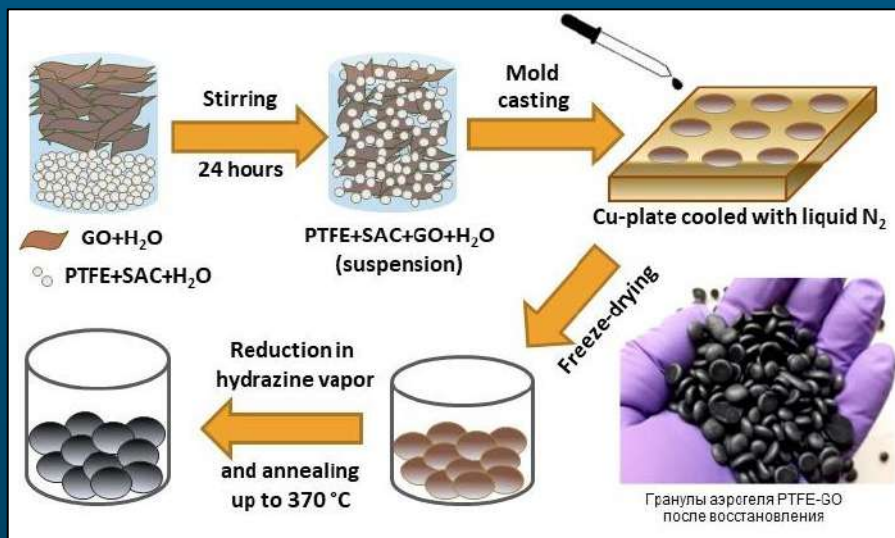 Stirring
24 hours
Mold
casting
GO+H₂O
PTFE+SAC+H₂O
PTFE+SAC+GO+H₂O
(suspension)
Cu-plate cooled with liquid N₂
Freeze-drying
Reduction in
hydrazine vapor
and annealing
up to 370 °C
Гранулы аэрогеля PTFE-GO
после восстановления